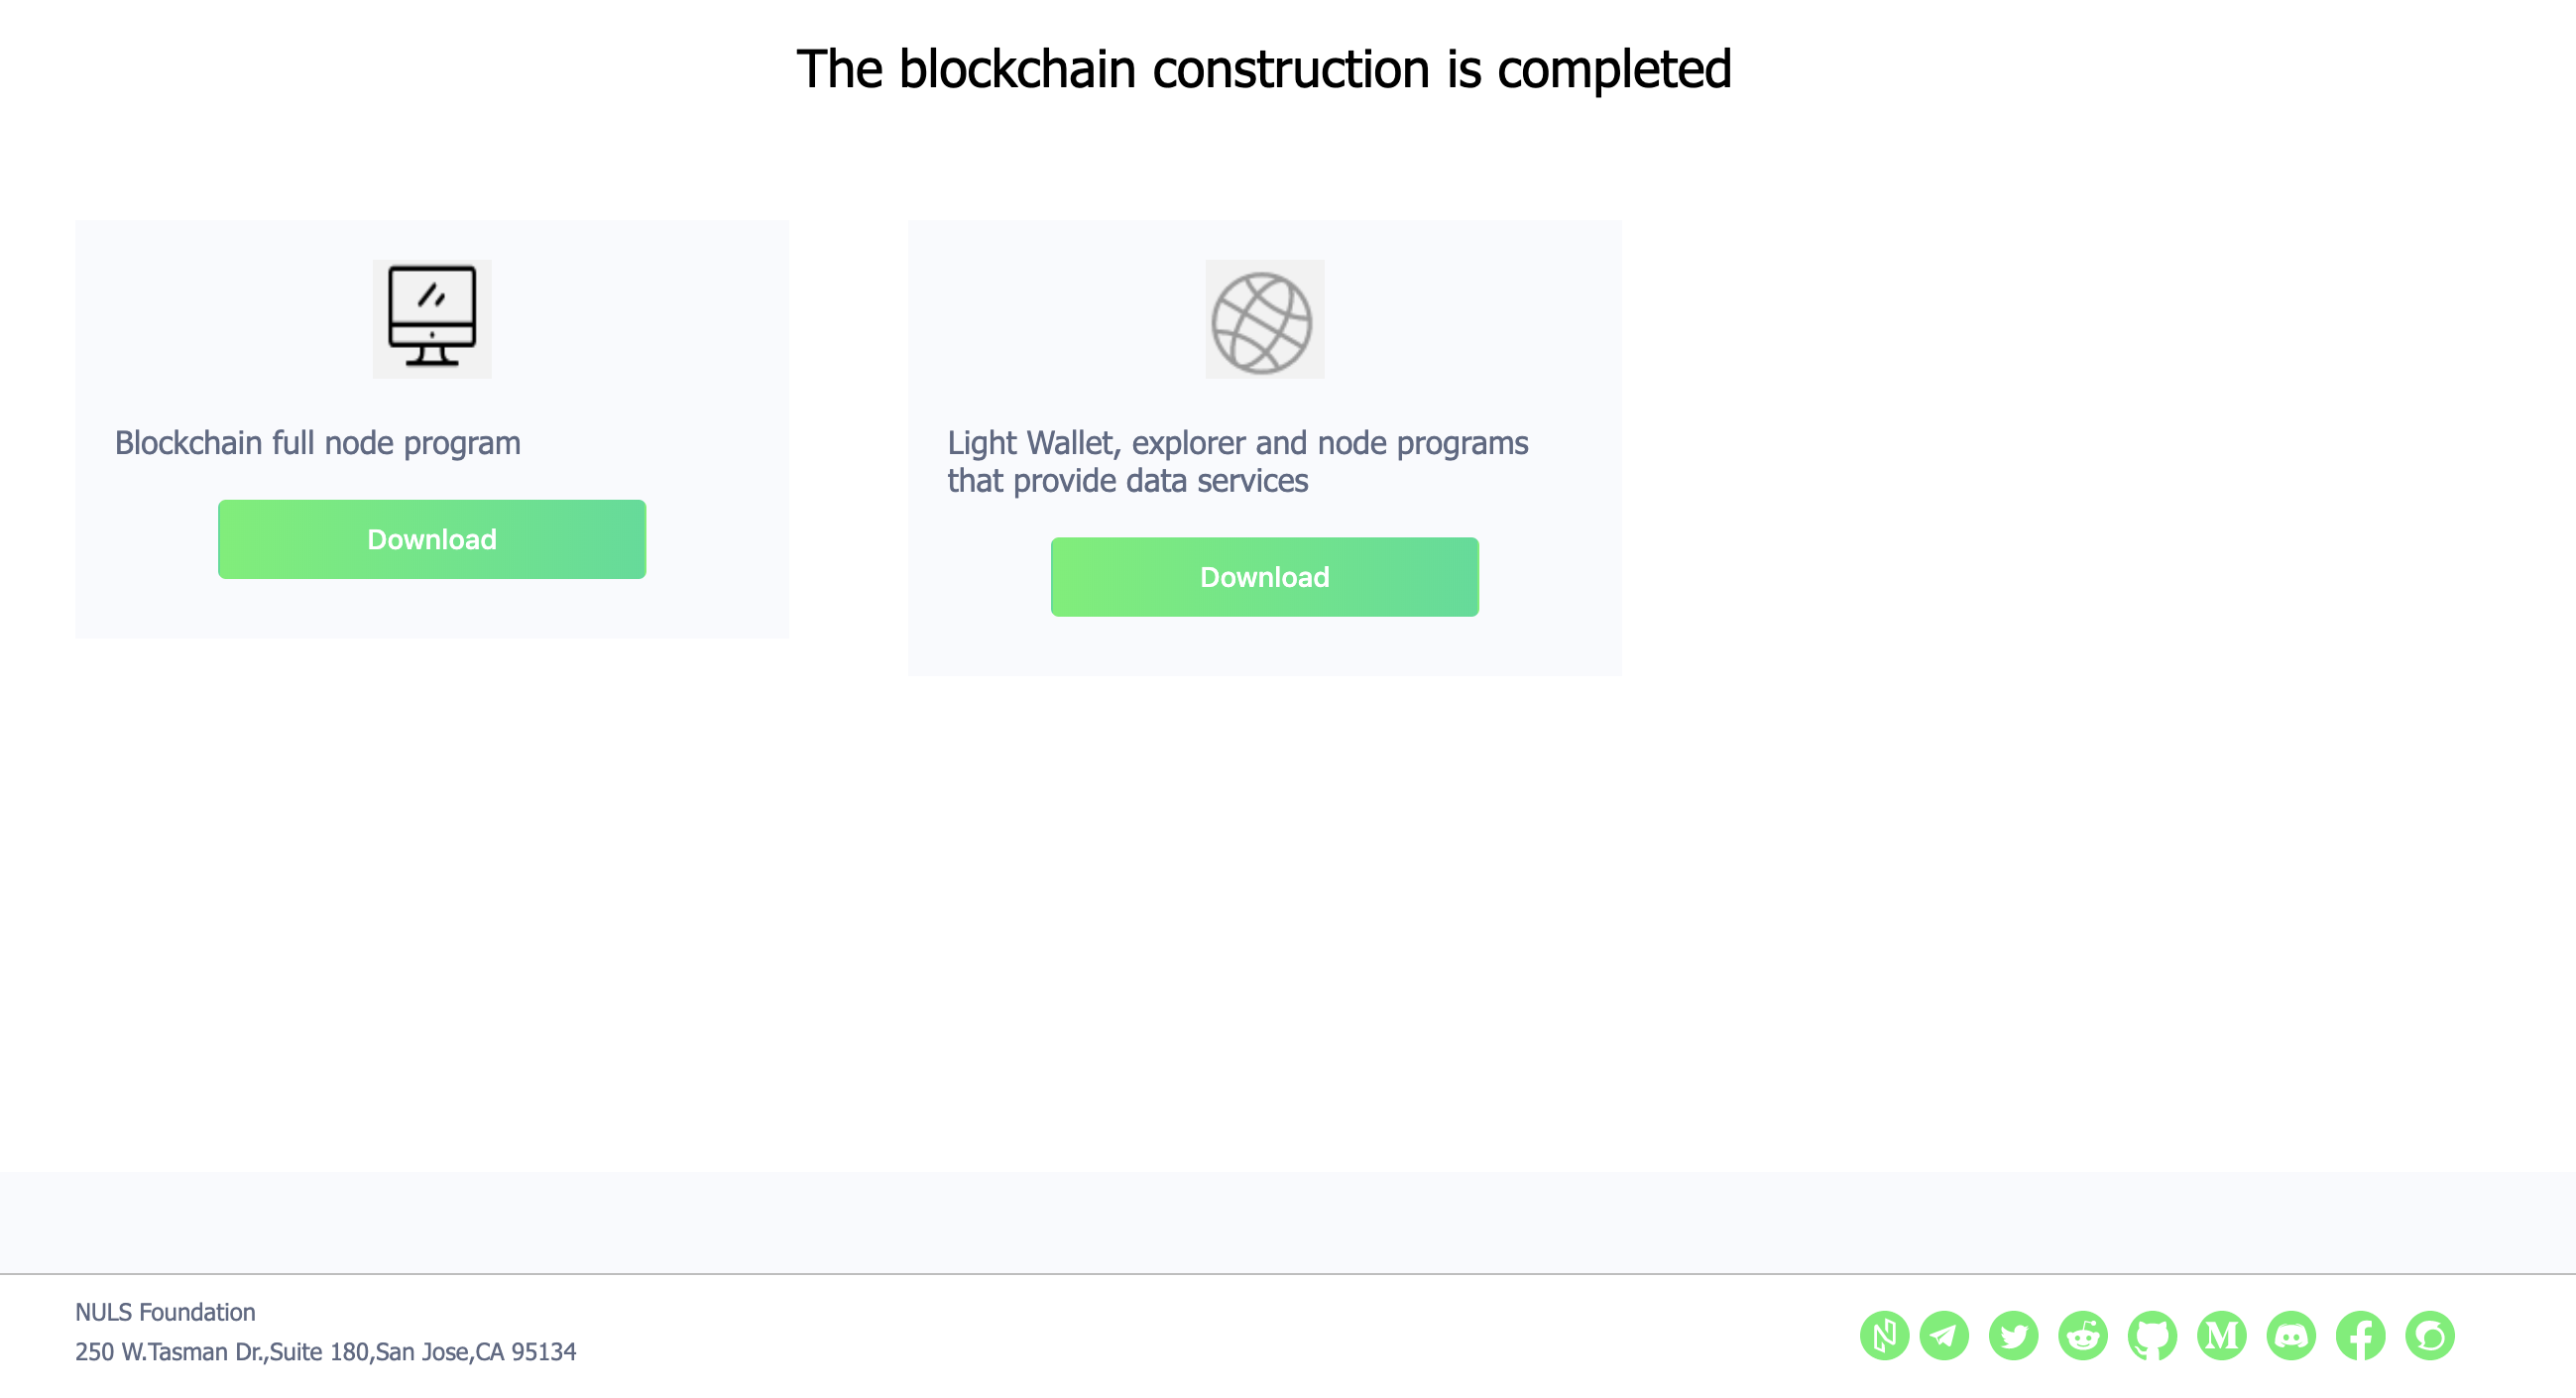 The blockchain construction is completed
Blockchain full node program
Download
Light Wallet, explorer and node programs
that provide data services
Download
NULS Foundation
250 W.Tasman Dr.,Suite 180,San Jose,CA 95134